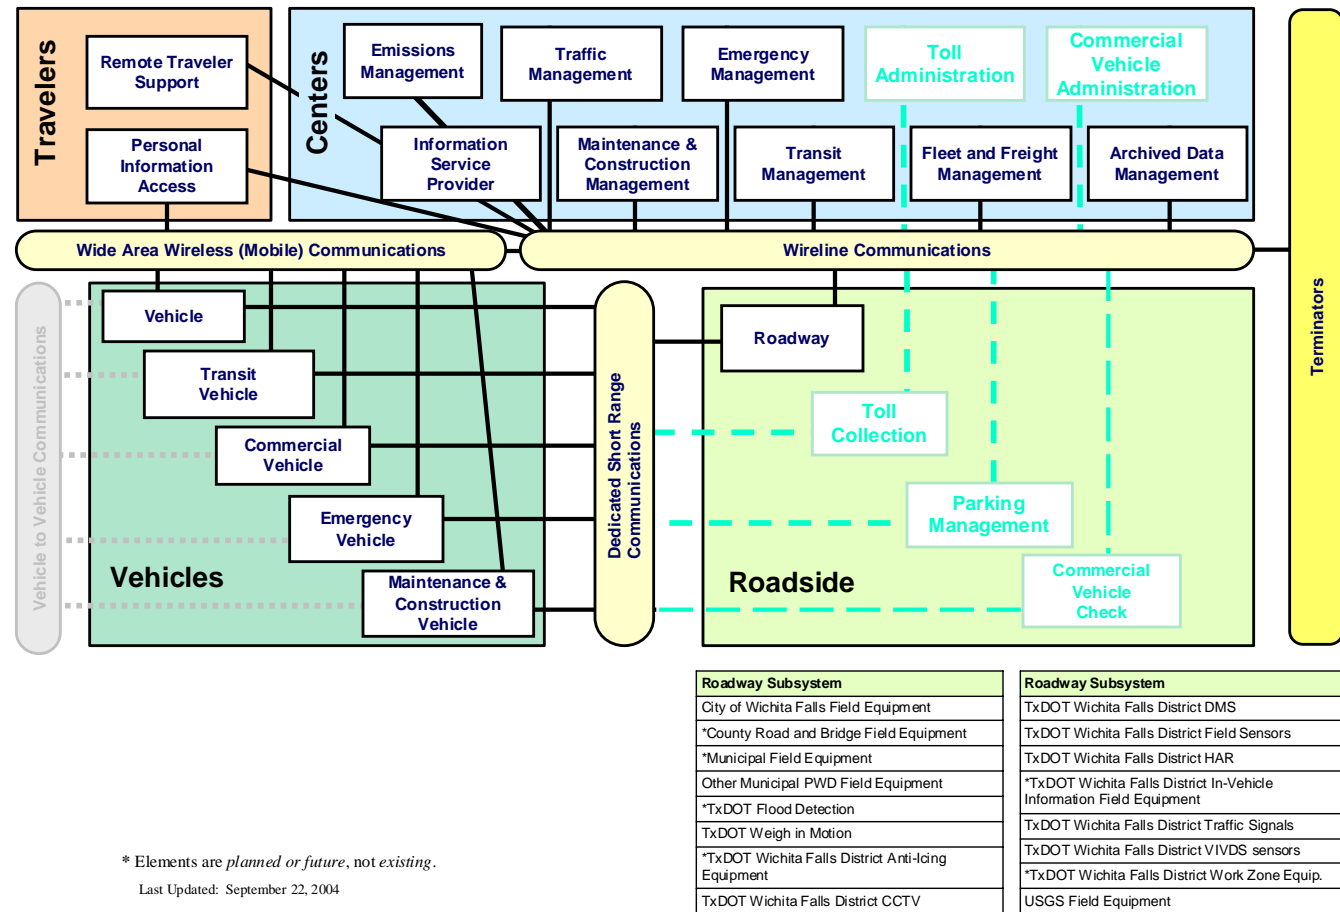 Travelers
Remote Traveler
Support
Personal
Information
Access
Centers
Emissions
Management
Traffic
Management
Emergency
Management
Toll
Administration
Commercial
Vehicle
Administration
Information
Service
Provider
Maintenance &
Construction
Management
Transit
Management
Fleet and Freight
Management
Archived Data
Management
Wide Area Wireless (Mobile) Communications
Wireline Communications
Terminators
Vehicle to Vehicle Communications
Vehicle
Transit
Vehicle
Commercial
Vehicle
Emergency
Vehicle
Maintenance &
Construction
Vehicle
Vehicles
Dedicated Short Range
Communications
Roadway
Toll
Collection
Parking
Management
Commercial
Vehicle
Check
Roadside
Roadway Subsystem
City of Wichita Falls Field Equipment
*County Road and Bridge Field Equipment
*Municipal Field Equipment
Other Municipal PWD Field Equipment
*TxDOT Flood Detection
TxDOT Weigh in Motion
*TxDOT Wichita Falls District Anti-Icing
Equipment
TxDOT Wichita Falls District CCTV
Roadway Subsystem
TxDOT Wichita Falls District DMS
TxDOT Wichita Falls District Field Sensors
TxDOT Wichita Falls District HAR
*TxDOT Wichita Falls District In-Vehicle
Information Field Equipment
TxDOT Wichita Falls District Traffic Signals
TxDOT Wichita Falls District VIVDS sensors
*TxDOT Wichita Falls District Work Zone Equip.
USGS Field Equipment
* Elements are planned or future, not existing.
Last Updated: September 22, 2004